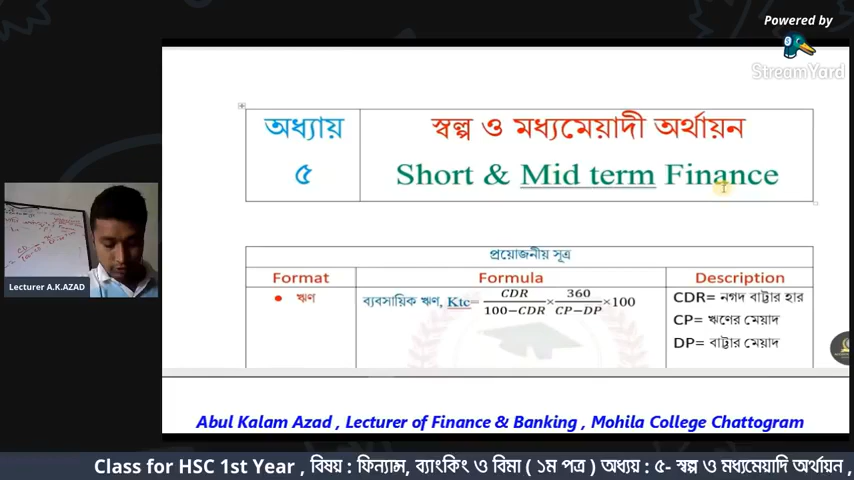 Powered by
StreamYard
অধ্যায়
৫
স্বল্প ও মধ্যমেয়াদী অর্থায়ন
Short & Mid term Finance
প্রয়োজনীয় সূত্র
Format
Formula
Description
• ঋণ
ব্যবসায়িক ঋণ, Ktc= CDR/100−CDR × 360/CP−DP ×100
CDR= নগদ বাট্টার হার
CP= ঋণের মেয়াদ
DP= বাট্টার মেয়াদ
Lecturer A.K.AZAD
Abul Kalam Azad , Lecturer of Finance & Banking , Mohila College Chattogram
Class for HSC 1st Year , বিষয় : ফিন্যান্স, ব্যাংকিং ও বিমা ( ১ম পত্র ) অধ্যয় : ৫- স্বল্প ও মধ্যমেয়াদি অর্থায়ন ,